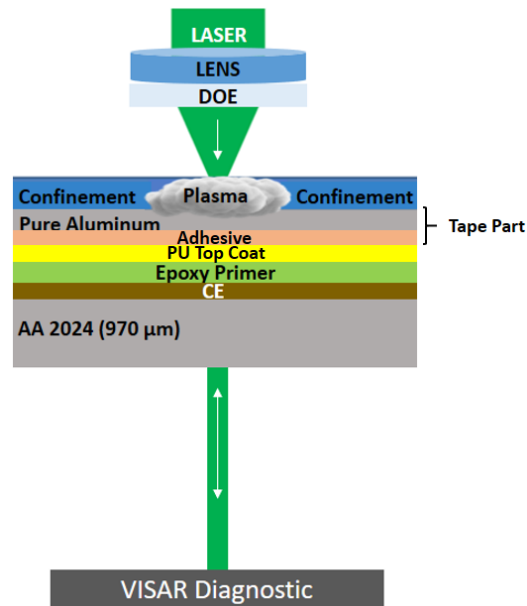 LASER
LENS
DOE
Confinement Plasma Confinement
Pure Aluminum
Tape Part
Adhesive
PU Top Coat
Epoxy Primer
CE
AA 2024 (970 µm)
VISAR Diagnostic